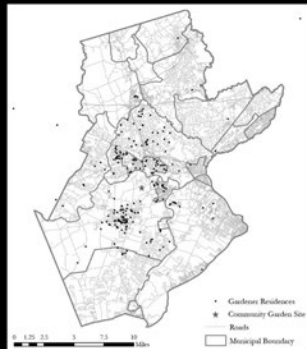 Gardener Residences
Community Garden Site
Roads
Municipal Boundary
0 1.25 2.5 5 7.5 10
Miles